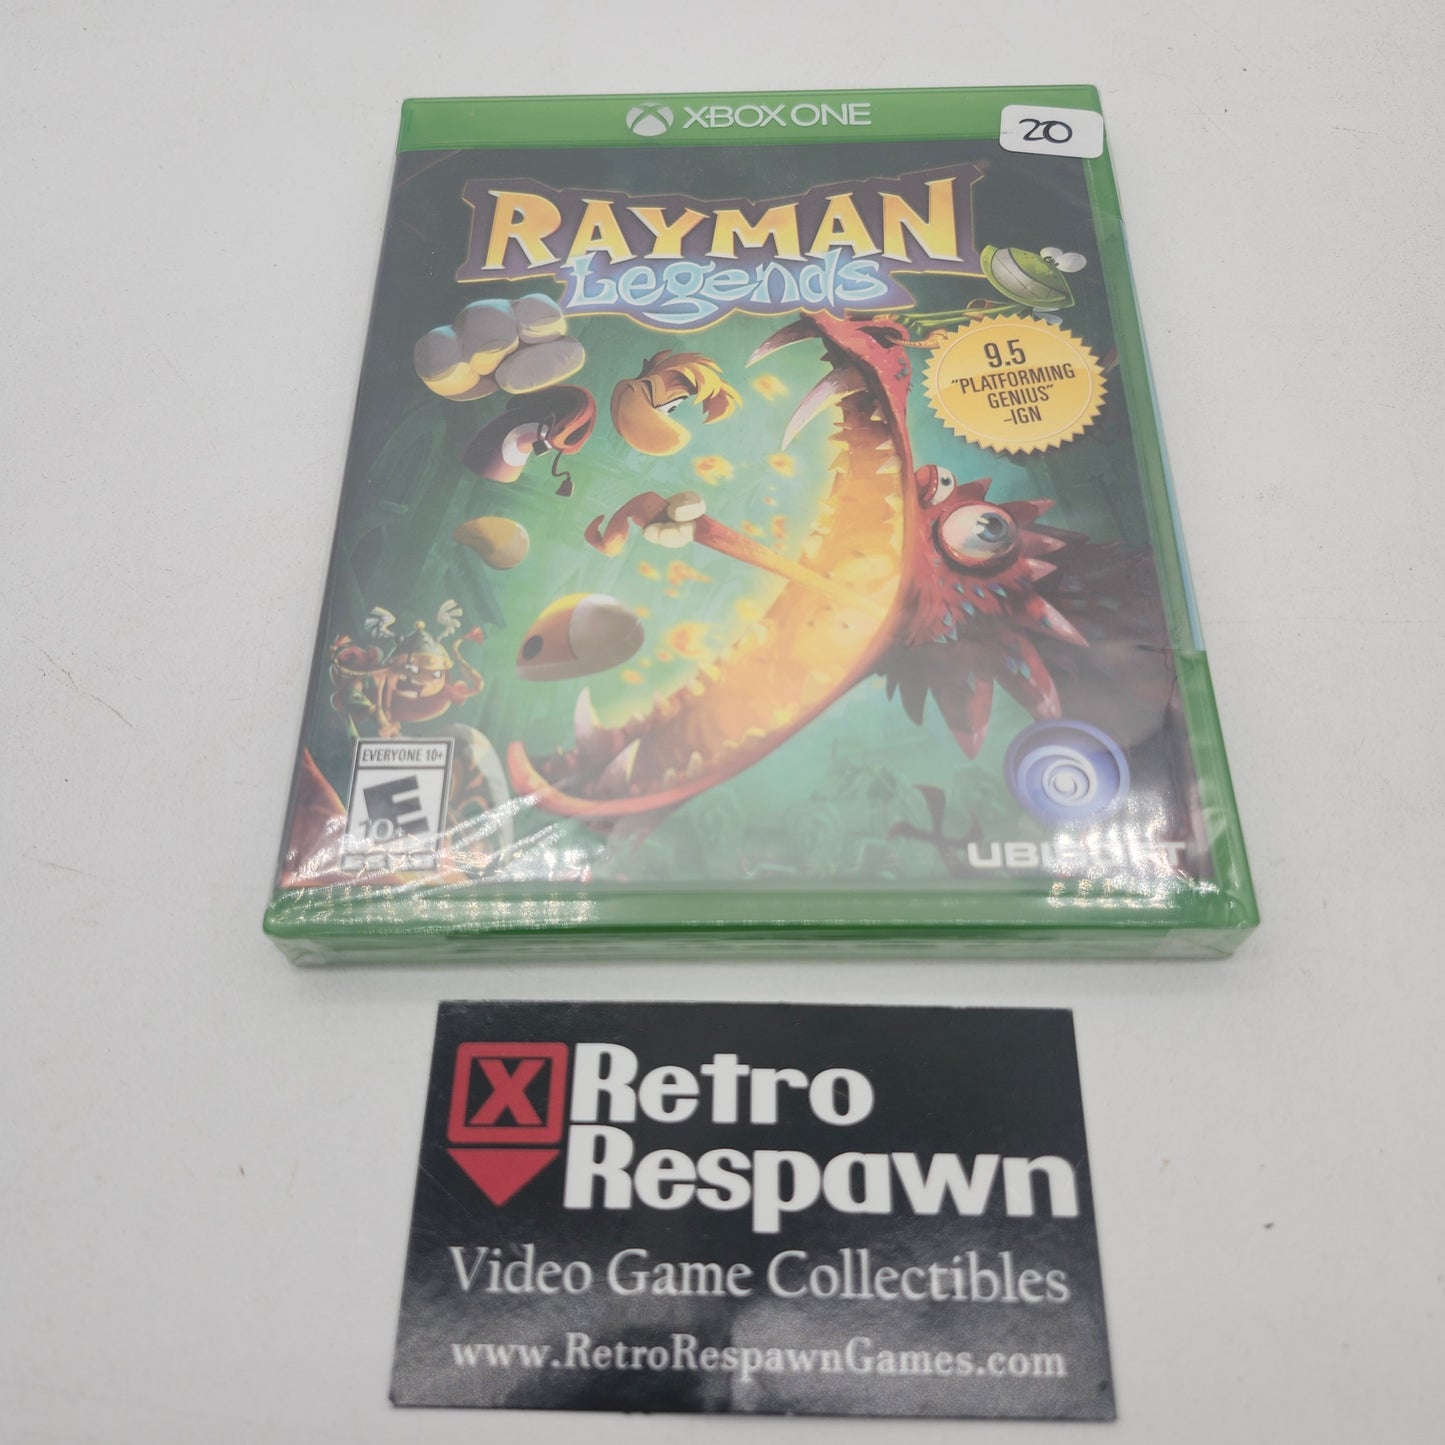 XBOX ONE
20
RAYMAN
Legends
9.5
"PLATFORMING
GENIUS"
-IGN
EVERYONE 10+
E
10+
UBISOFT
X Retro
Respawn
Video Game Collectibles
www.RetroRespawnGames.com